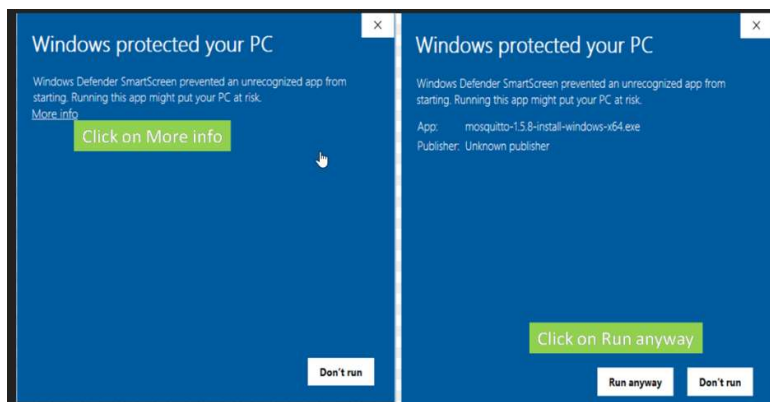 Windows protected your PC
Windows Defender SmartScreen prevented an unrecognized app from
starting. Running this app might put your PC at risk.
More info
Click on More info
Don't run
Windows protected your PC
Windows Defender SmartScreen prevented an unrecognized app from
starting. Running this app might put your PC at risk.
App: mosquitto-1.5.8-install-windows-x64.exe
Publisher: Unknown publisher
Click on Run anyway
Run anyway Don't run